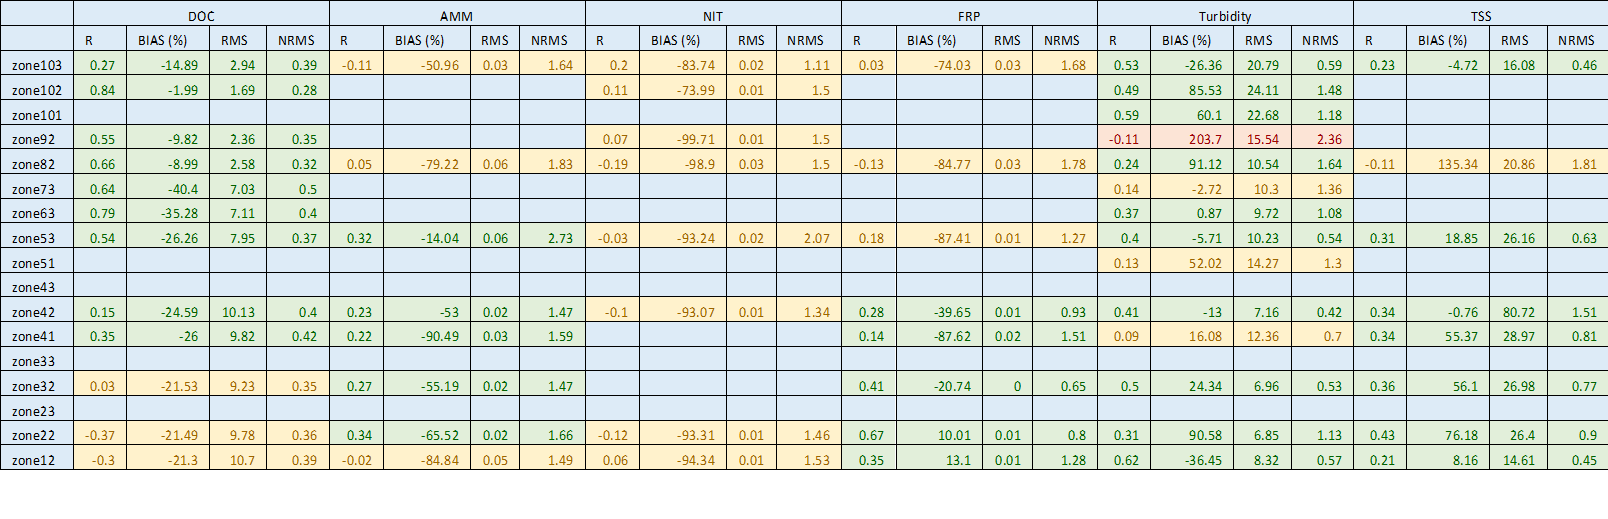 DOC AMM NIT FRP Turbidity TSS
R BIAS (%) RMS NRMS R BIAS (%) RMS NRMS R BIAS (%) RMS NRMS R BIAS (%) RMS NRMS R BIAS (%) RMS NRMS R BIAS (%) RMS NRMS
zone103 0.27 -14.89 2.94 0.39 -0.11 -50.96 0.03 1.64 0.2 -83.74 0.02 1.11 0.03 -74.03 0.03 1.68 0.53 -26.36 20.79 0.59 0.23 -4.72 16.08 0.46
zone102 0.84 -1.99 1.69 0.28 0.11 -73.99 0.01 1.5 0.49 85.53 24.11 1.48
zone101 0.59 60.1 22.68 1.18
zone92 0.55 -9.82 2.36 0.35 0.07 -99.71 0.01 1.5 -0.11 203.7 15.54 2.36
zone82 0.66 -8.99 2.58 0.32 0.05 -79.22 0.06 1.83 -0.19 -98.9 0.03 1.5 -0.13 -84.77 0.03 1.78 0.24 91.12 10.54 1.64 -0.11 135.34 20.86 1.81
zone73 0.64 -40.4 7.03 0.5 0.14 -2.72 10.3 1.36
zone63 0.79 -35.28 7.11 0.4 0.37 0.87 9.72 1.08
zone53 0.54 -26.26 7.95 0.37 0.32 -14.04 0.06 2.73 -0.03 -93.24 0.02 2.07 0.18 -87.41 0.01 1.27 0.4 -5.71 10.23 0.54 0.31 18.85 26.16 0.63
zone51 0.13 52.02 14.27 1.3
zone43
zone42 0.15 -24.59 10.13 0.4 0.23 -53 0.02 1.47 -0.1 -93.07 0.01 1.34 0.28 -39.65 0.01 0.93 0.41 -13 7.16 0.42 0.34 -0.76 80.72 1.51
zone41 0.35 -26 9.82 0.42 0.22 -90.49 0.03 1.59 0.14 -87.62 0.02 1.51 0.09 16.08 12.36 0.7 0.34 55.37 28.97 0.81
zone33
zone32 0.03 -21.53 9.23 0.35 0.27 -55.19 0.02 1.47 0.41 -20.74 0 0.65 0.5 24.34 6.96 0.53 0.36 56.1 26.98 0.77
zone23
zone22 -0.37 -21.49 9.78 0.36 0.34 -65.52 0.02 1.66 -0.12 -93.31 0.01 1.46 0.67 10.01 0.01 0.8 0.31 90.58 6.85 1.13 0.43 76.18 26.4 0.9
zone12 -0.3 -21.3 10.7 0.39 -0.02 -84.84 0.05 1.49 0.06 -94.34 0.01 1.53 0.35 13.1 0.01 1.28 0.62 -36.45 8.32 0.57 0.21 8.16 14.61 0.45